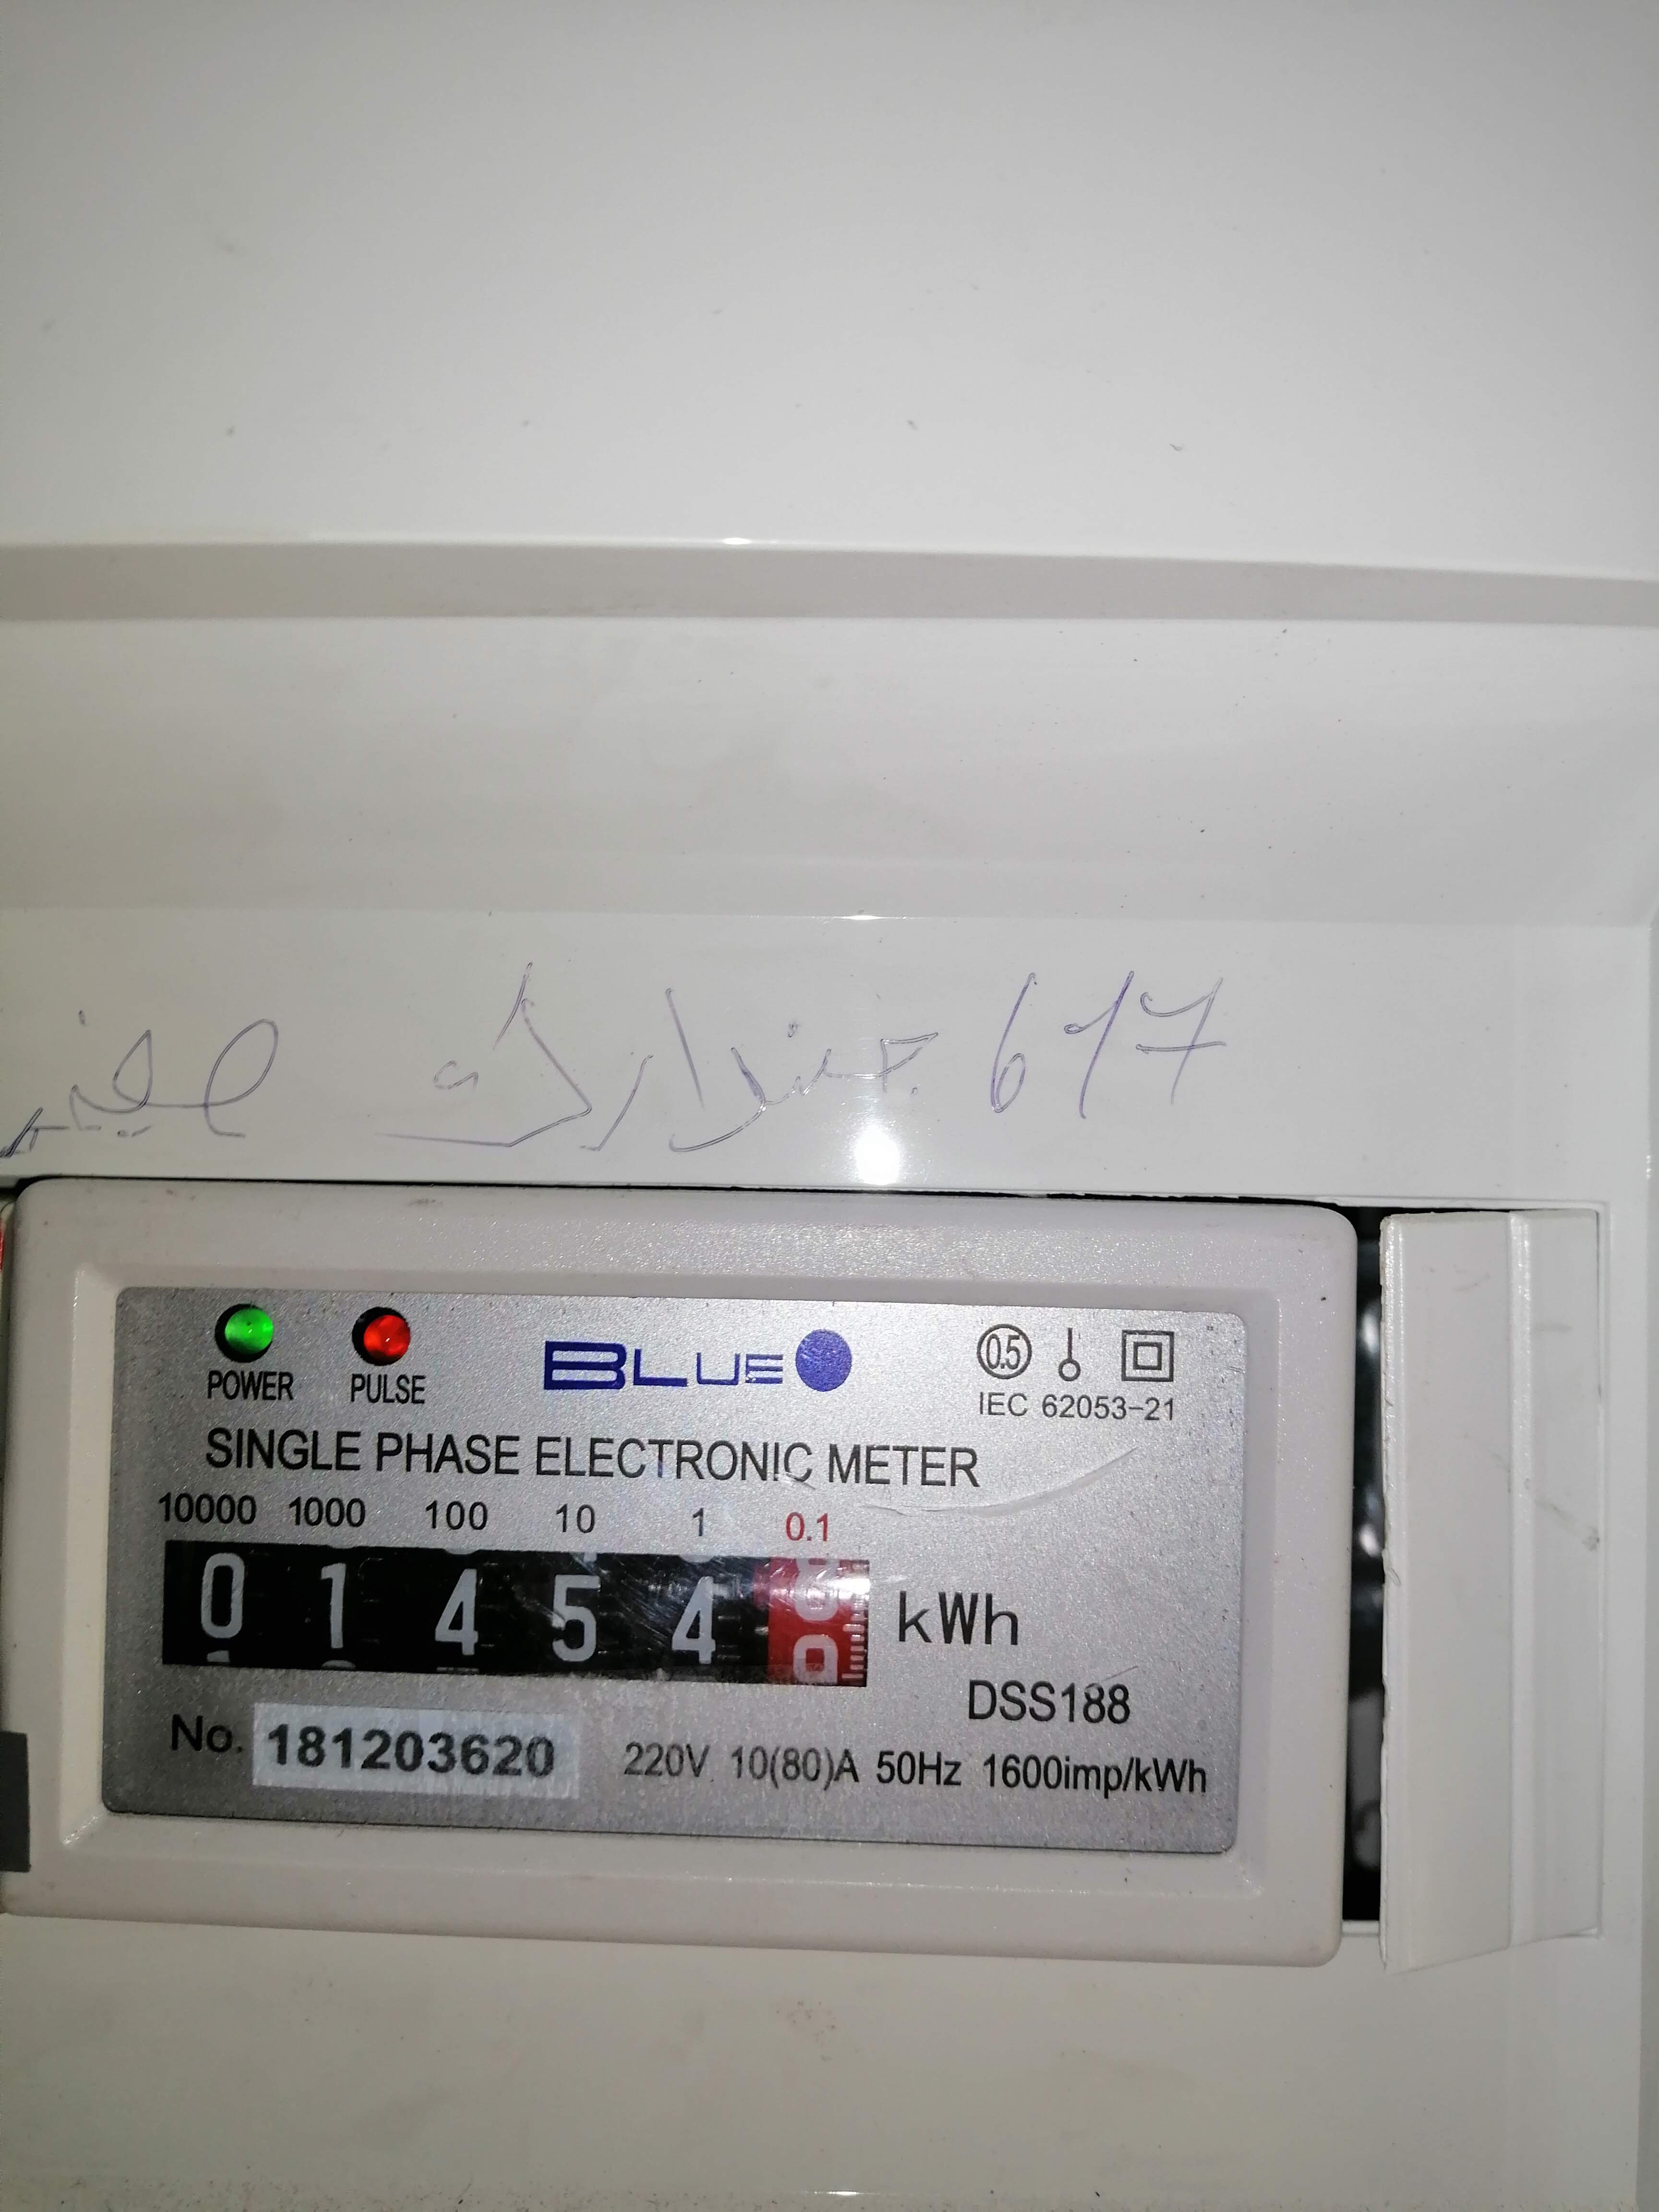 617
POWER PULSE BLUE 0.5
IEC 62053-21
SINGLE PHASE ELECTRONIC METER
10000 1000 100 10 1 0.1
0 1 4 5 4 kWh
DSS188
No. 181203620 220V 10(80)A 50Hz 1600imp/kWh